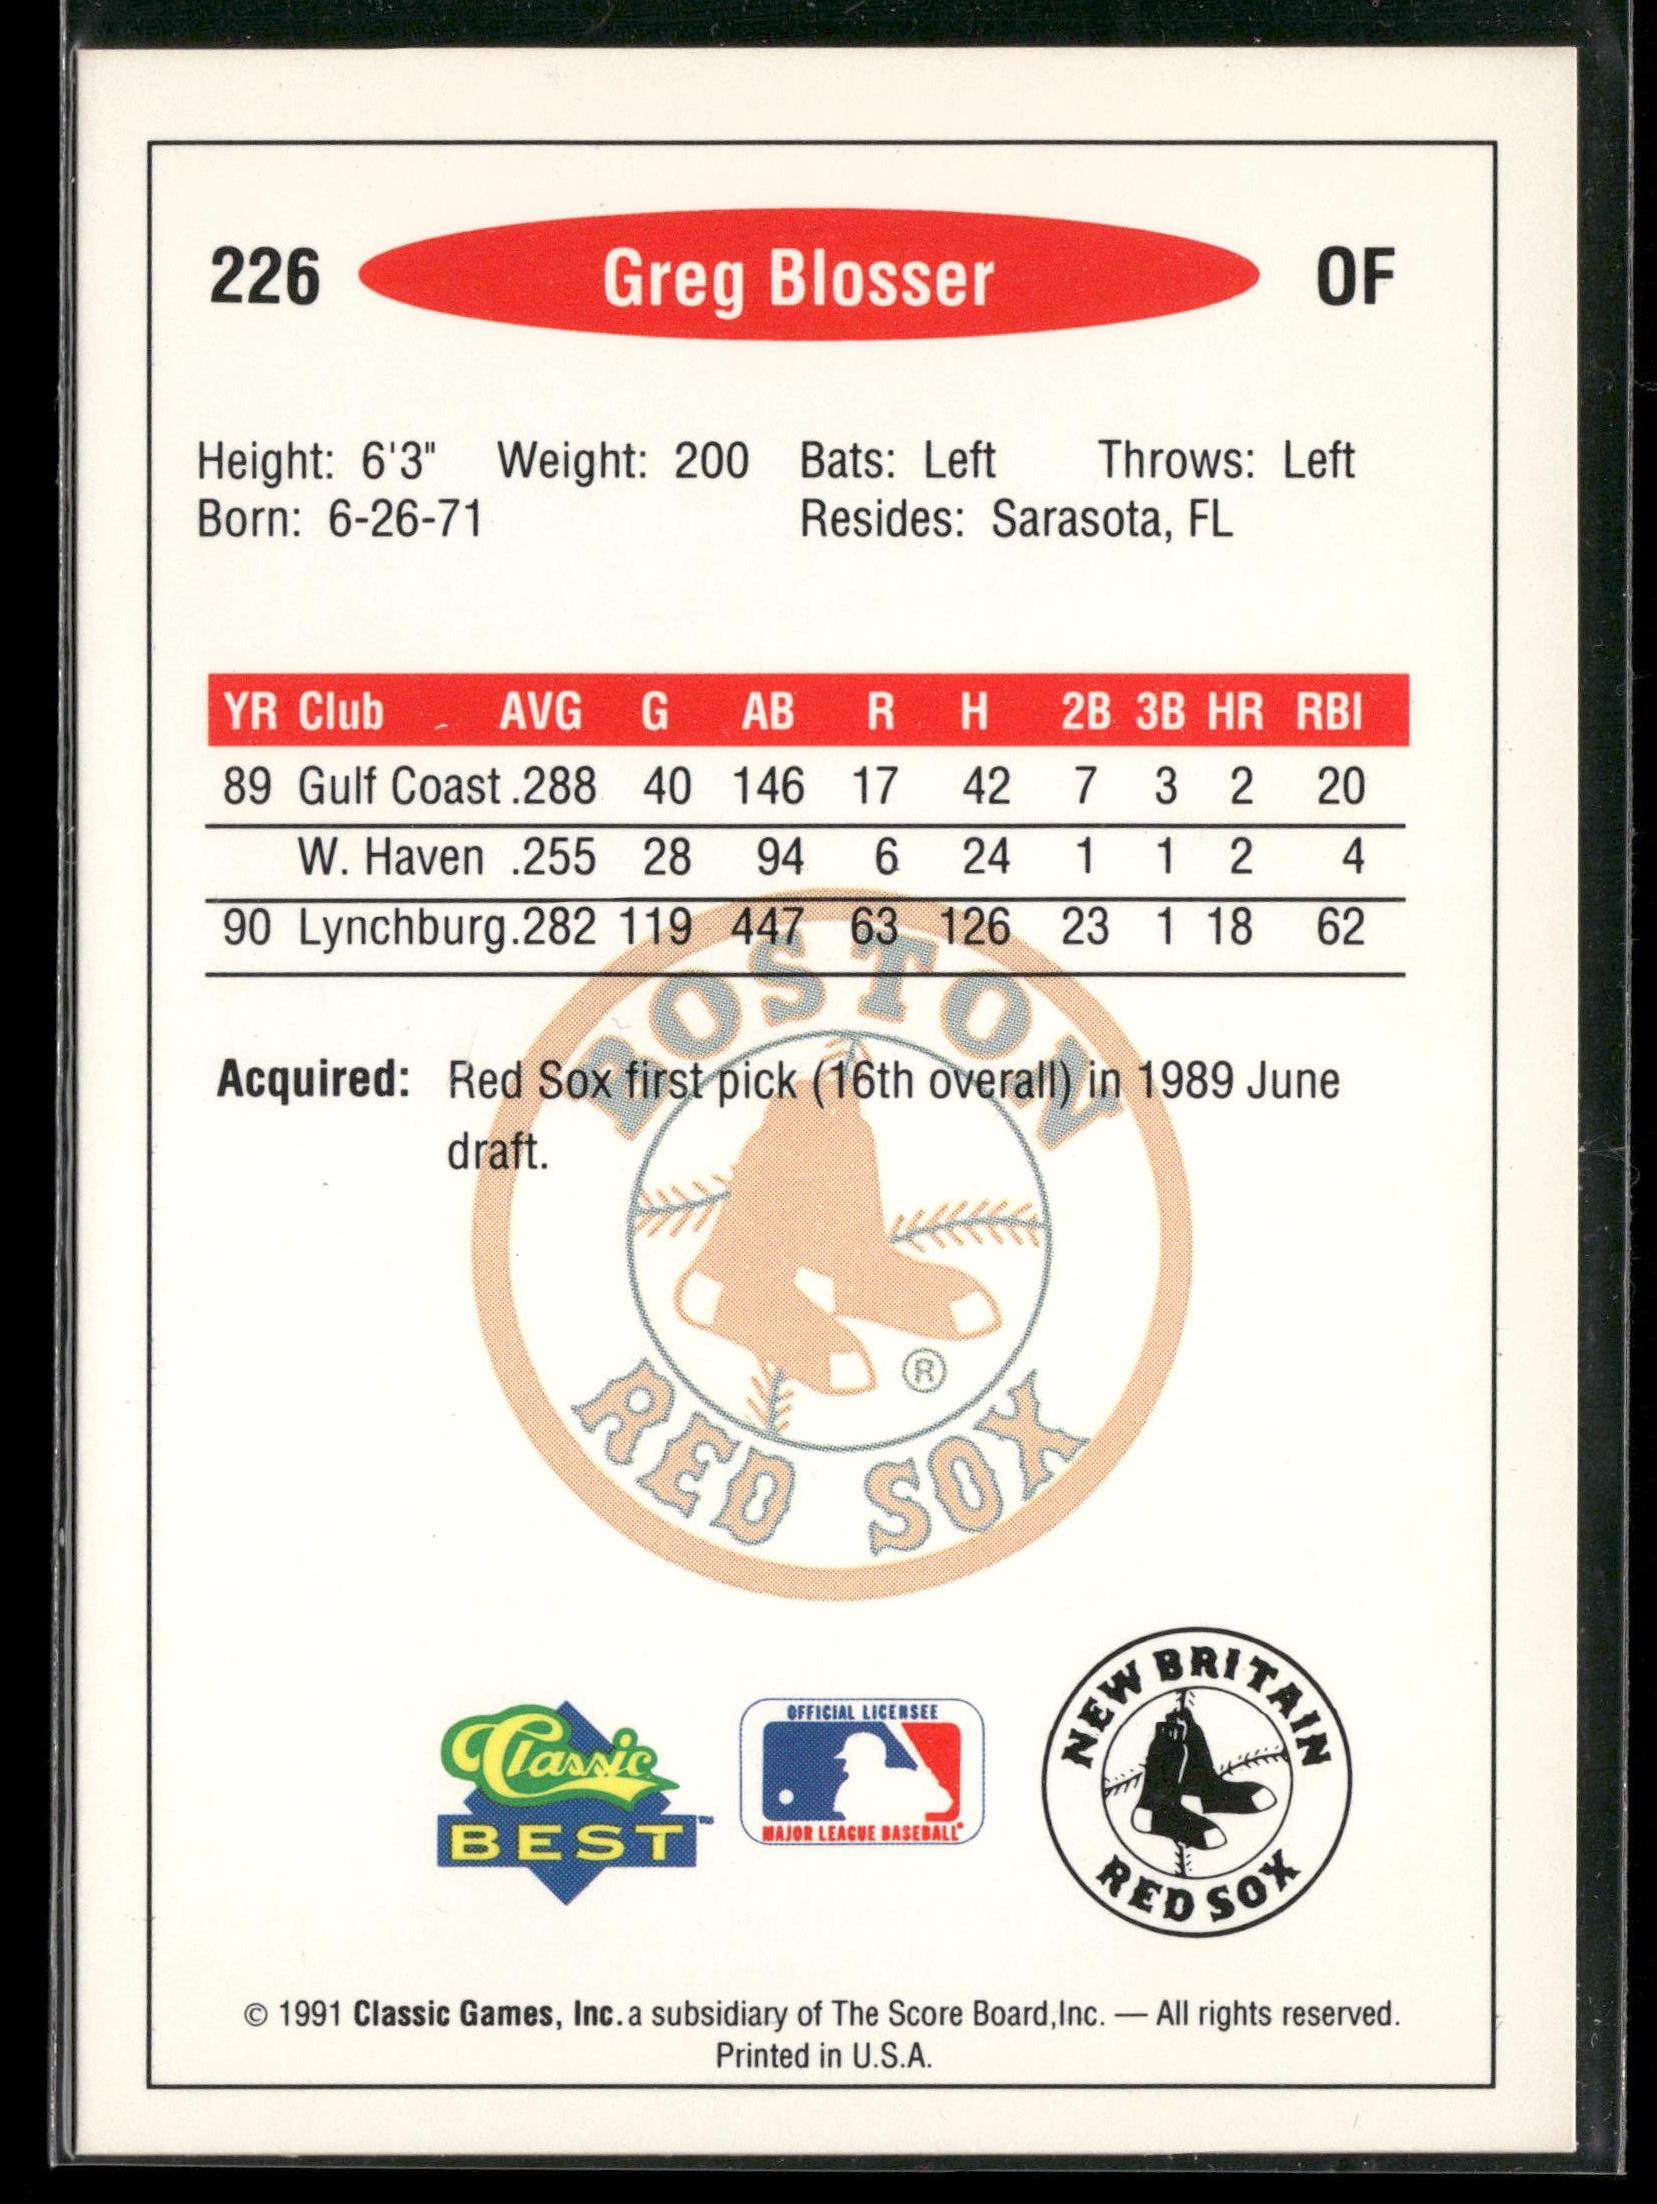 226 Greg Blosser OF
Height: 6'3" Weight: 200 Bats: Left Throws: Left
Born: 6-26-71 Resides: Sarasota, FL
YR Club AVG G AB R H 2B 3B HR RBI
89 Gulf Coast .288 40 146 17 42 7 3 2 20
W. Haven .255 28 94 6 24 1 1 2 4
90 Lynchburg .282 119 447 63 126 23 1 18 62
BOSTON
Acquired: Red Sox first pick (16th overall) in 1989 June
draft.
®
RED SOX
Classic
BEST™
OFFICIAL LICENSEE
MAJOR LEAGUE BASEBALL®
NEW BRITAIN
RED SOX
© 1991 Classic Games, Inc. a subsidiary of The Score Board,Inc. — All rights reserved.
Printed in U.S.A.